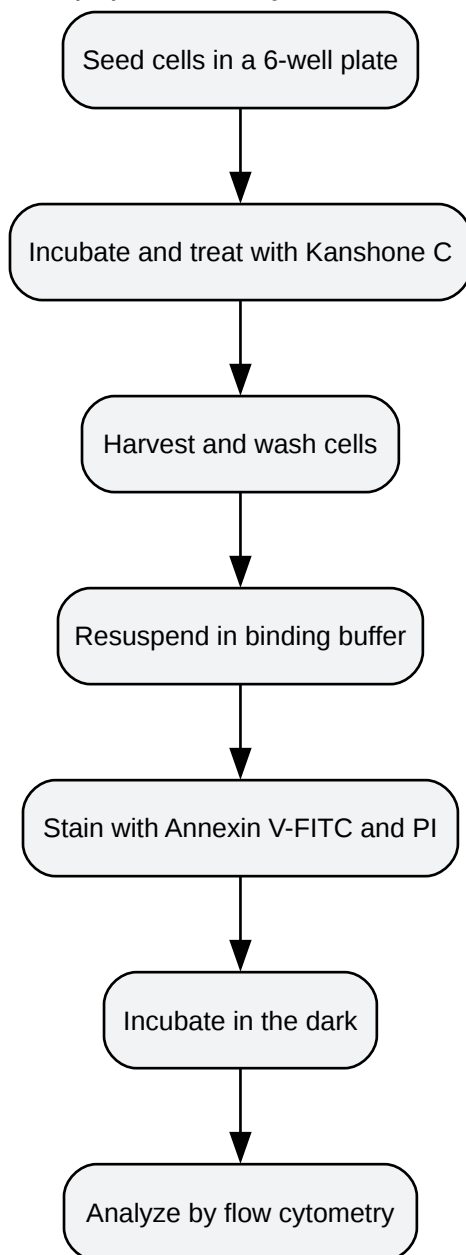 Seed cells in a 6-well plate
Incubate and treat with Kanshone C
Harvest and wash cells
Resuspend in binding buffer
Stain with Annexin V-FITC and PI
Incubate in the dark
Analyze by flow cytometry